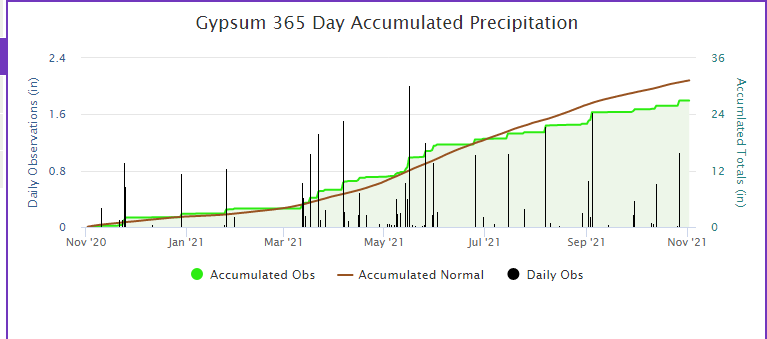 Gypsum 365 Day Accumulated Precipitation
Daily Observations (in)
2.4
1.6
0.8
0
36
24
12
0
Accumlated Totals (in)
Nov '20
Jan '21
Mar '21
May '21
Jul '21
Sep '21
Nov '21
Accumulated Obs
Accumulated Normal
Daily Obs